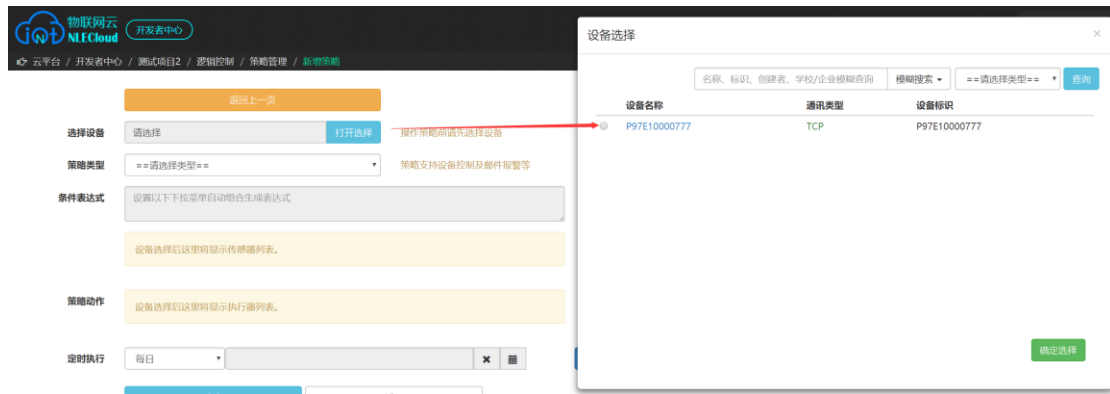 物联网云
NLECloud
开发者中心
云平台 / 开发者中心 / 测试项目2 / 逻辑控制 / 策略管理 / 新增策略
返回上一页
选择设备
请选择
打开选择
操作策略前请先选择设备
策略类型
==请选择类型==
策略支持设备控制及邮件报警等
条件表达式
设置以下下拉菜单自动组合生成表达式
设备选择后这里将显示传感器列表。
策略动作
设备选择后这里将显示执行器列表。
定时执行
每日
设备选择
×
名称、标识、创建者、学校/企业模糊查询
模糊搜索
==请选择类型==
查询
设备名称 通讯类型 设备标识
P97E10000777 TCP P97E10000777
确定选择